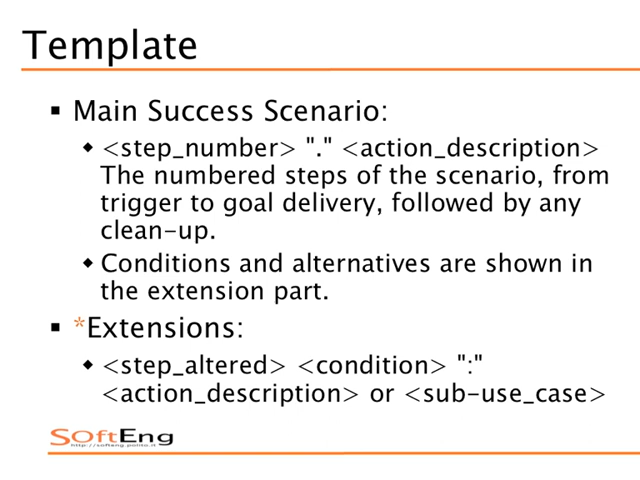 Template
▪ Main Success Scenario:
◆ <step_number> "." <action_description>
The numbered steps of the scenario, from
trigger to goal delivery, followed by any
clean-up.
◆ Conditions and alternatives are shown in
the extension part.
▪ *Extensions:
◆ <step_altered> <condition> ":"
<action_description> or <sub-use_case>
SOftEng
http://softeng.polito.it